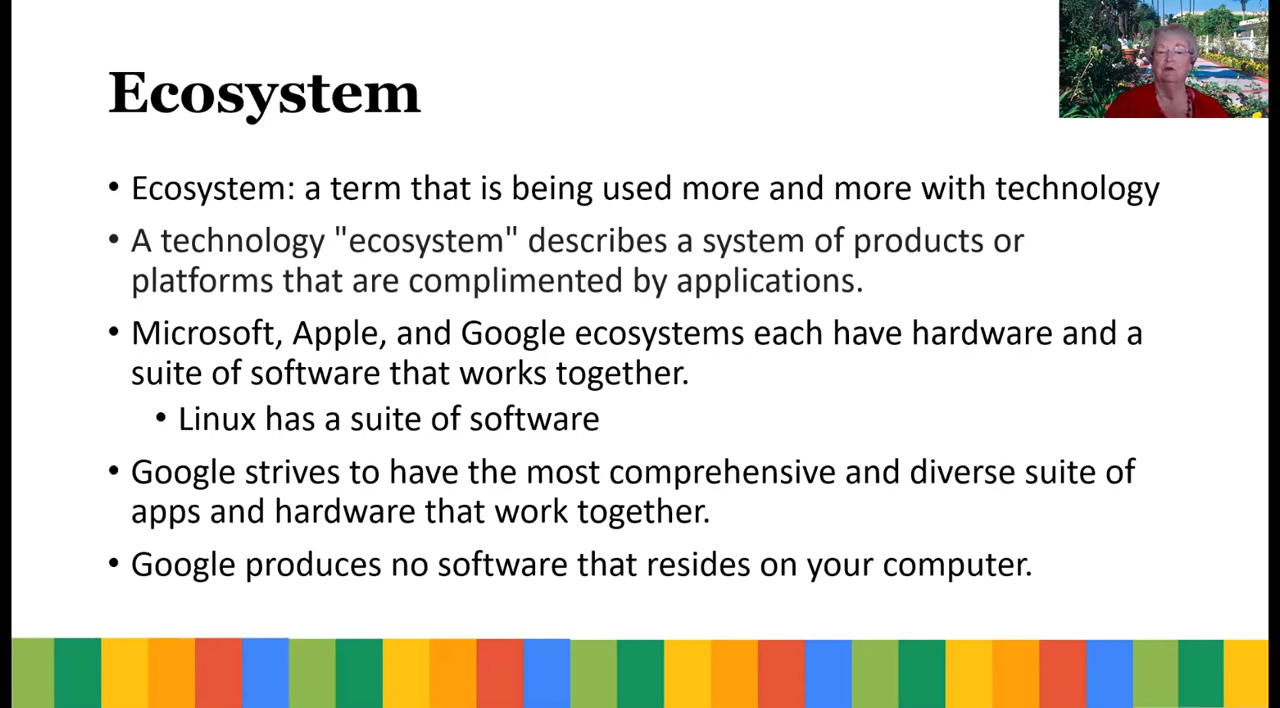 Ecosystem
• Ecosystem: a term that is being used more and more with technology
• A technology "ecosystem" describes a system of products or
platforms that are complimented by applications.
• Microsoft, Apple, and Google ecosystems each have hardware and a
suite of software that works together.
• Linux has a suite of software
• Google strives to have the most comprehensive and diverse suite of
apps and hardware that work together.
• Google produces no software that resides on your computer.